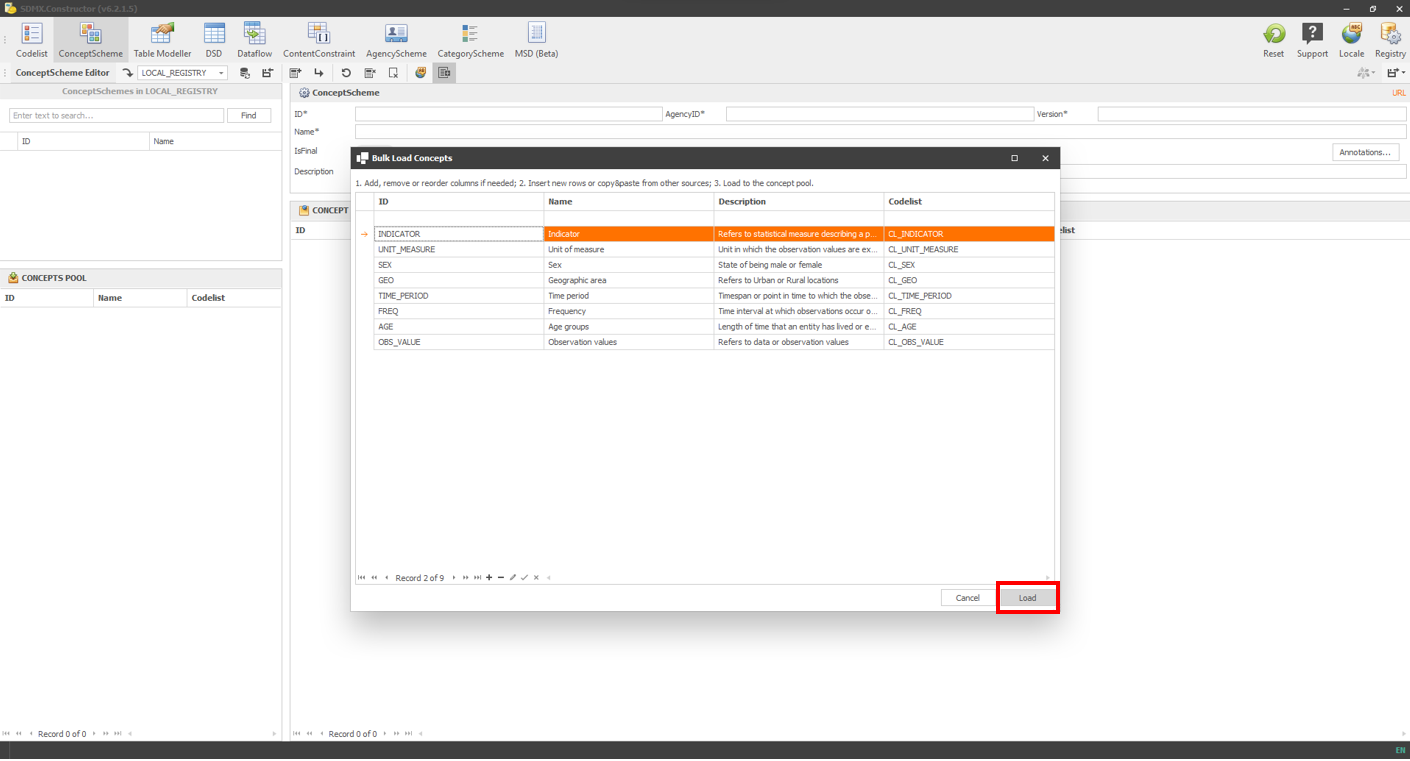 SDMX.Constructor (v6.2.1.5)
Codelist ConceptScheme Table Modeller DSD Dataflow ContentConstraint AgencyScheme CategoryScheme MSD (Beta) Reset Support Locale Registry
ConceptScheme Editor LOCAL_REGISTRY
ConceptSchemes in LOCAL_REGISTRY
Enter text to search... Find
ID Name
CONCEPTS POOL
ID Name Codelist
Record 0 of 0
ConceptScheme URL
ID* AgencyID* Version*
Name*
IsFinal Annotations...
Description
CONCEPT
ID elist
Bulk Load Concepts
1. Add, remove or reorder columns if needed; 2. Insert new rows or copy&paste from other sources; 3. Load to the concept pool.
ID Name Description Codelist
INDICATOR Indicator Refers to statistical measure describing a p... CL_INDICATOR
UNIT_MEASURE Unit of measure Unit in which the observation values are ex... CL_UNIT_MEASURE
SEX Sex State of being male or female CL_SEX
GEO Geographic area Refers to Urban or Rural locations CL_GEO
TIME_PERIOD Time period Timespan or point in time to which the obse... CL_TIME_PERIOD
FREQ Frequency Time interval at which observations occur o... CL_FREQ
AGE Age groups Length of time that an entity has lived or e... CL_AGE
OBS_VALUE Observation values Refers to data or observation values CL_OBS_VALUE
Record 2 of 9
Cancel Load
Record 0 of 0
EN